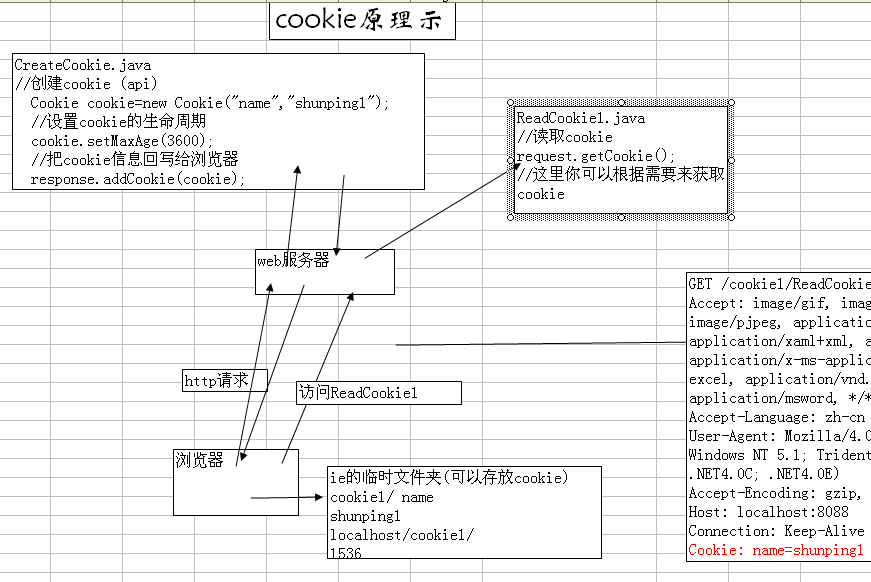 cookie原理示
CreateCookie.java
//创建cookie (api)
Cookie cookie=new Cookie("name","shunping1");
//设置cookie的生命周期
cookie.setMaxAge(3600);
//把cookie信息回写给浏览器
response.addCookie(cookie);
ReadCookie1.java
//读取cookie
request.getCookie();
//这里你可以根据需要来获取
cookie
web服务器
GET /cookie1/ReadCookie
Accept: image/gif, imag
image/pjpeg, applicatio
application/xaml+xml, a
application/x-ms-applic
excel, application/vnd.
application/msword, */*
Accept-Language: zh-cn
User-Agent: Mozilla/4.0
Windows NT 5.1; Trident
.NET4.0C; .NET4.0E)
Accept-Encoding: gzip,
Host: localhost:8088
Connection: Keep-Alive
Cookie: name=shunping1
http请求
访问ReadCookie1
浏览器
ie的临时文件夹(可以存放cookie)
cookie1/ name
shunping1
localhost/cookie1/
1536